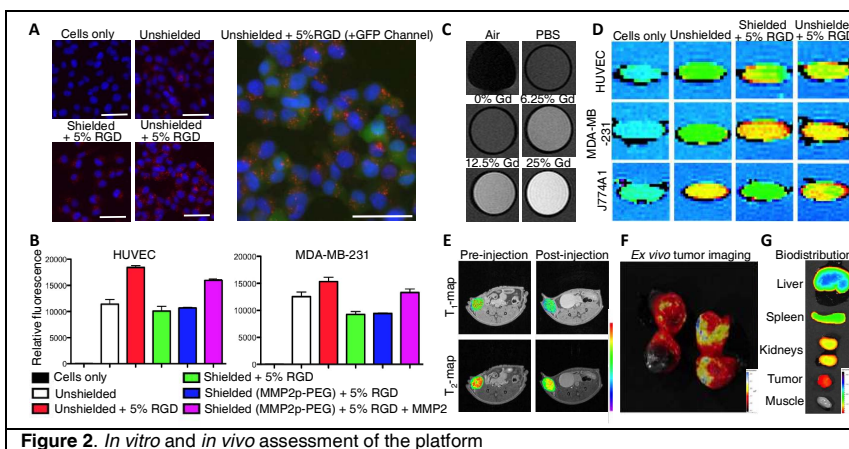 A
Cells only
Unshielded
Unshielded + 5%RGD (+GFP Channel)
Shielded + 5% RGD
Unshielded + 5% RGD
B
HUVEC
MDA-MB-231
Relative fluorescence
20000
15000
10000
5000
0
15000
10000
5000
0
Cells only
Unshielded
Unshielded + 5% RGD
Shielded + 5% RGD
Shielded (MMP2p-PEG) + 5% RGD
Shielded (MMP2p-PEG) + 5% RGD + MMP2
C
Air
PBS
0% Gd
6.25% Gd
12.5% Gd
25% Gd
D
Cells only
Unshielded
Shielded + 5% RGD
Unshielded + 5% RGD
HUVEC
MDA-MB-231
J774A1
E
Pre-injection
Post-injection
T1-map
T2-map
F
Ex vivo tumor imaging
G
Biodistribution
Liver
Spleen
Kidneys
Tumor
Muscle
Figure 2. In vitro and in vivo assessment of the platform